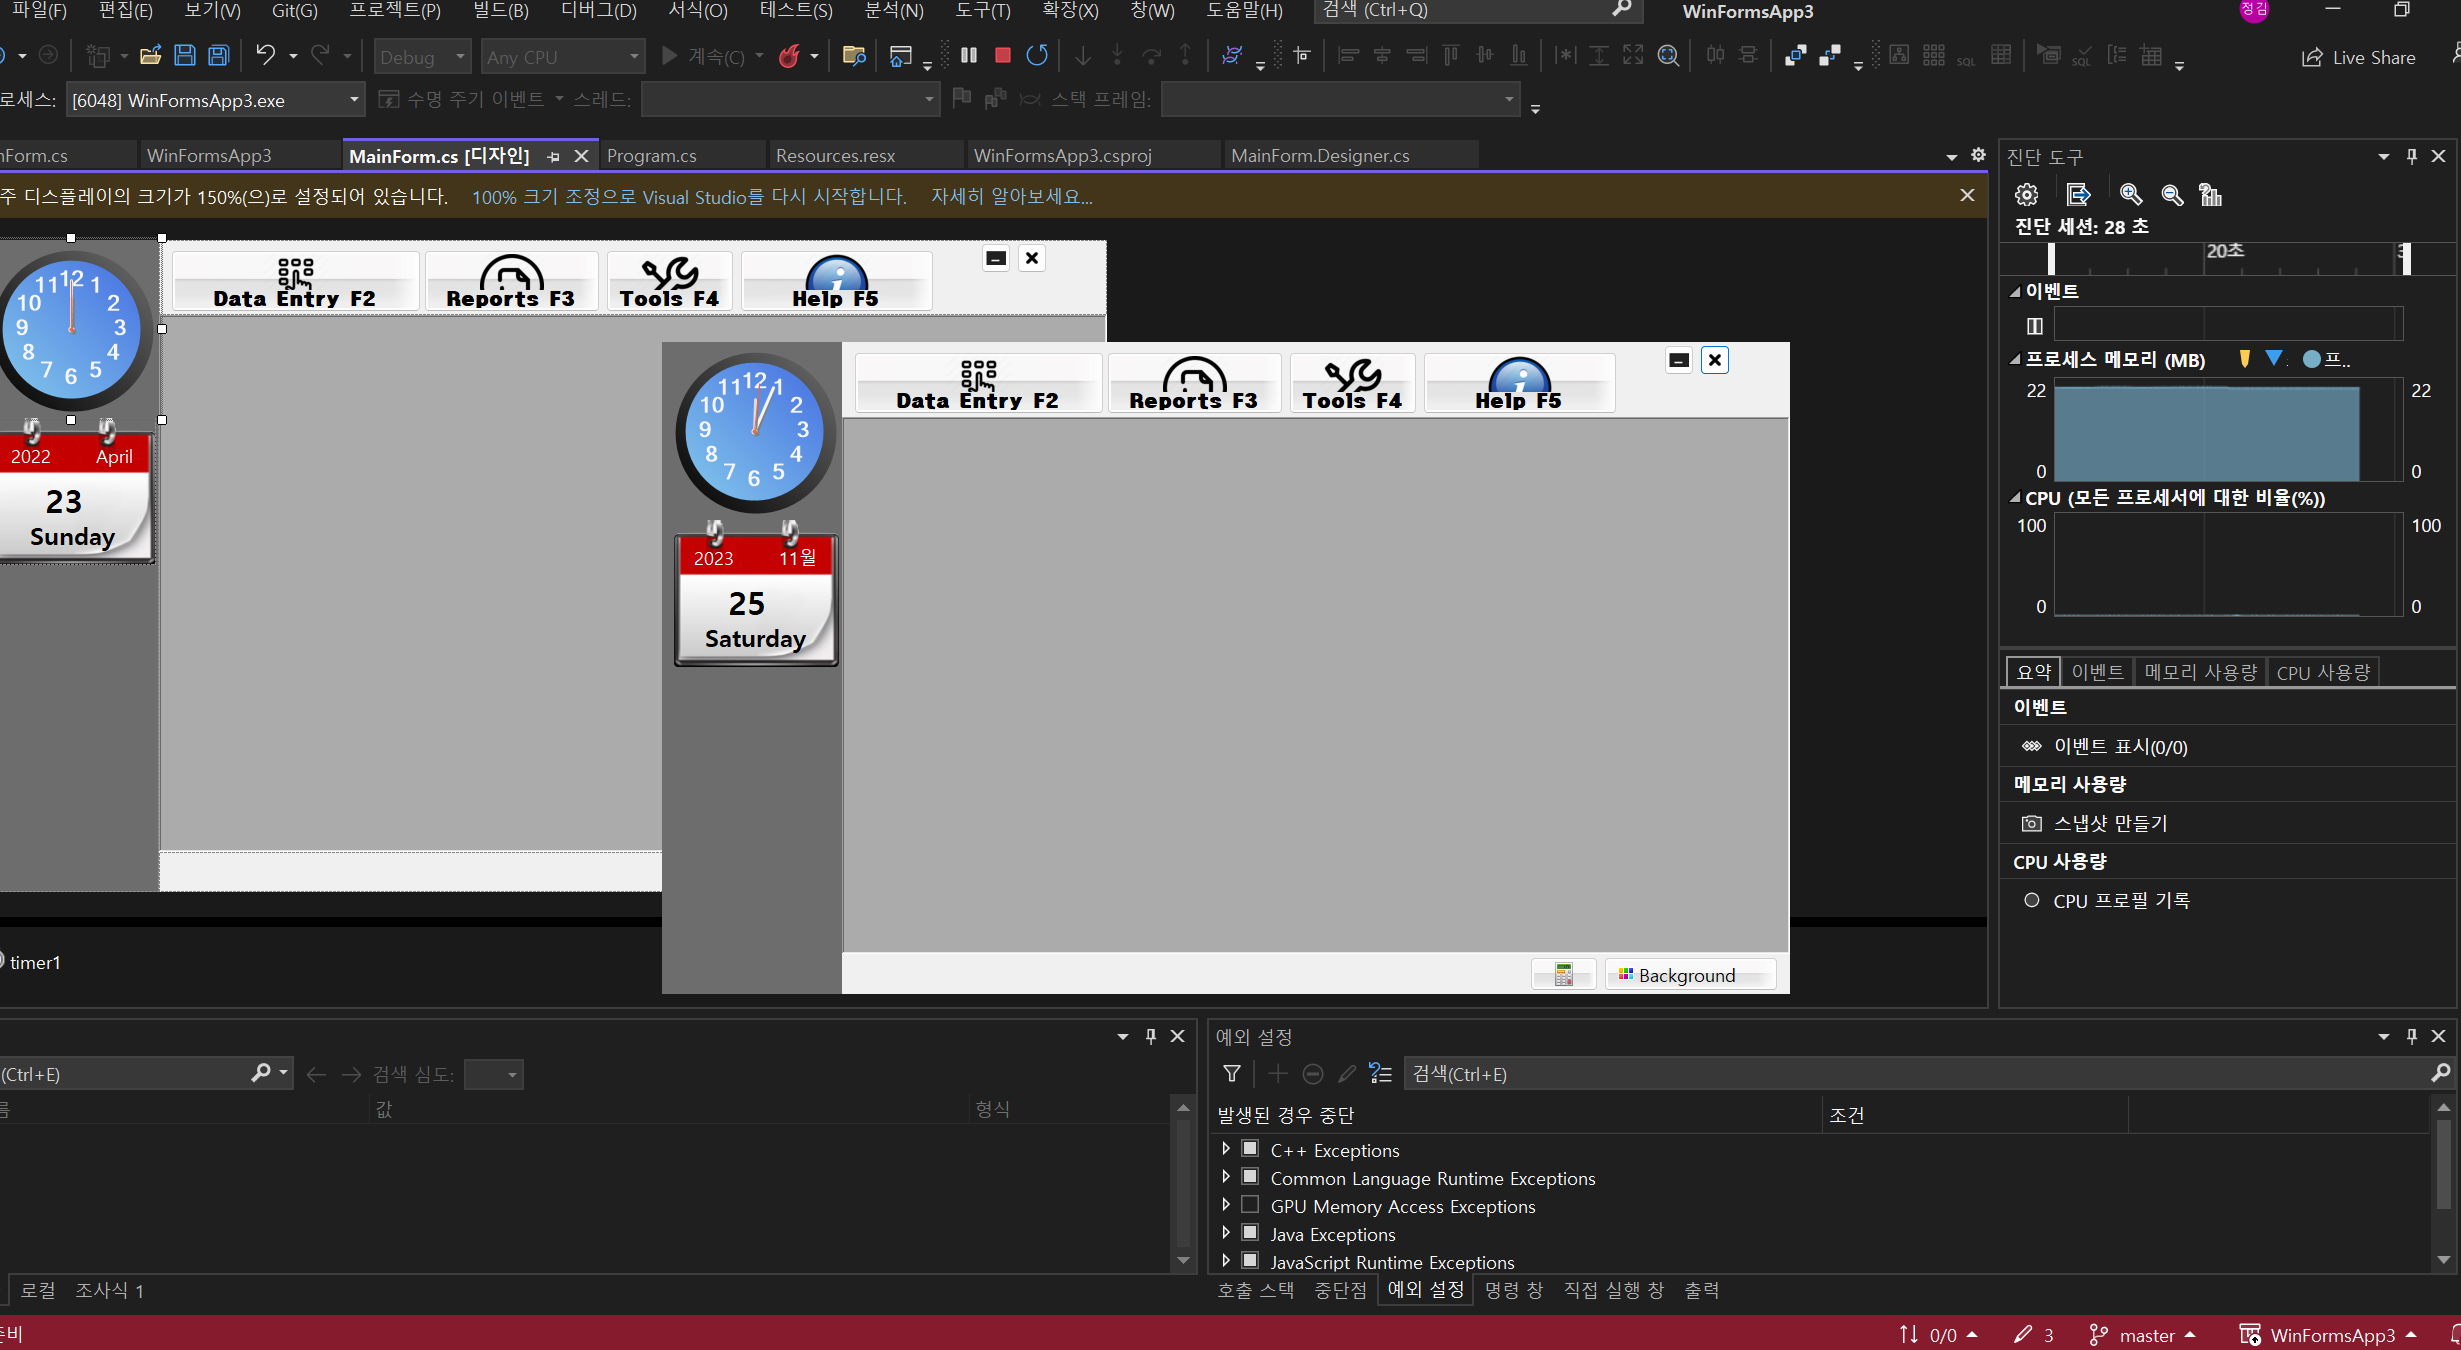 파일(F) 편집(E) 보기(V) Git(G) 프로젝트(P) 빌드(B) 디버그(D) 서식(O) 테스트(S) 분석(N) 도구(T) 확장(X) 창(W) 도움말(H) 검색 (Ctrl+Q) WinFormsApp3 정김
Debug Any CPU 계속(C) SQL SQL Live Share
로세스: [6048] WinFormsApp3.exe 수명 주기 이벤트 스레드: 스택 프레임:
nForm.cs WinFormsApp3 MainForm.cs [디자인] Program.cs Resources.resx WinFormsApp3.csproj MainForm.Designer.cs
주 디스플레이의 크기가 150%(으)로 설정되어 있습니다. 100% 크기 조정으로 Visual Studio를 다시 시작합니다. 자세히 알아보세요...
11 12 1
10 2
9 3
8 4
7 6 5
Data Entry F2 Reports F3 Tools F4 Help F5
2022 April
23
Sunday
11 12 1
10 2
9 3
8 4
7 6 5
Data Entry F2 Reports F3 Tools F4 Help F5
2023 11월
25
Saturday
Background
timer1
진단 도구
진단 세션: 28 초
20초
이벤트
프로세스 메모리 (MB) 프..
22 22
0 0
CPU (모든 프로세서에 대한 비율(%))
100 100
0 0
요약 이벤트 메모리 사용량 CPU 사용량
이벤트
이벤트 표시(0/0)
메모리 사용량
스냅샷 만들기
CPU 사용량
CPU 프로필 기록
(Ctrl+E) 검색 심도:
름 값 형식
로컬 조사식 1
예외 설정
검색(Ctrl+E)
발생된 경우 중단 조건
C++ Exceptions
Common Language Runtime Exceptions
GPU Memory Access Exceptions
Java Exceptions
JavaScript Runtime Exceptions
호출 스택 중단점 예외 설정 명령 창 직접 실행 창 출력
준비 0/0 3 master WinFormsApp3